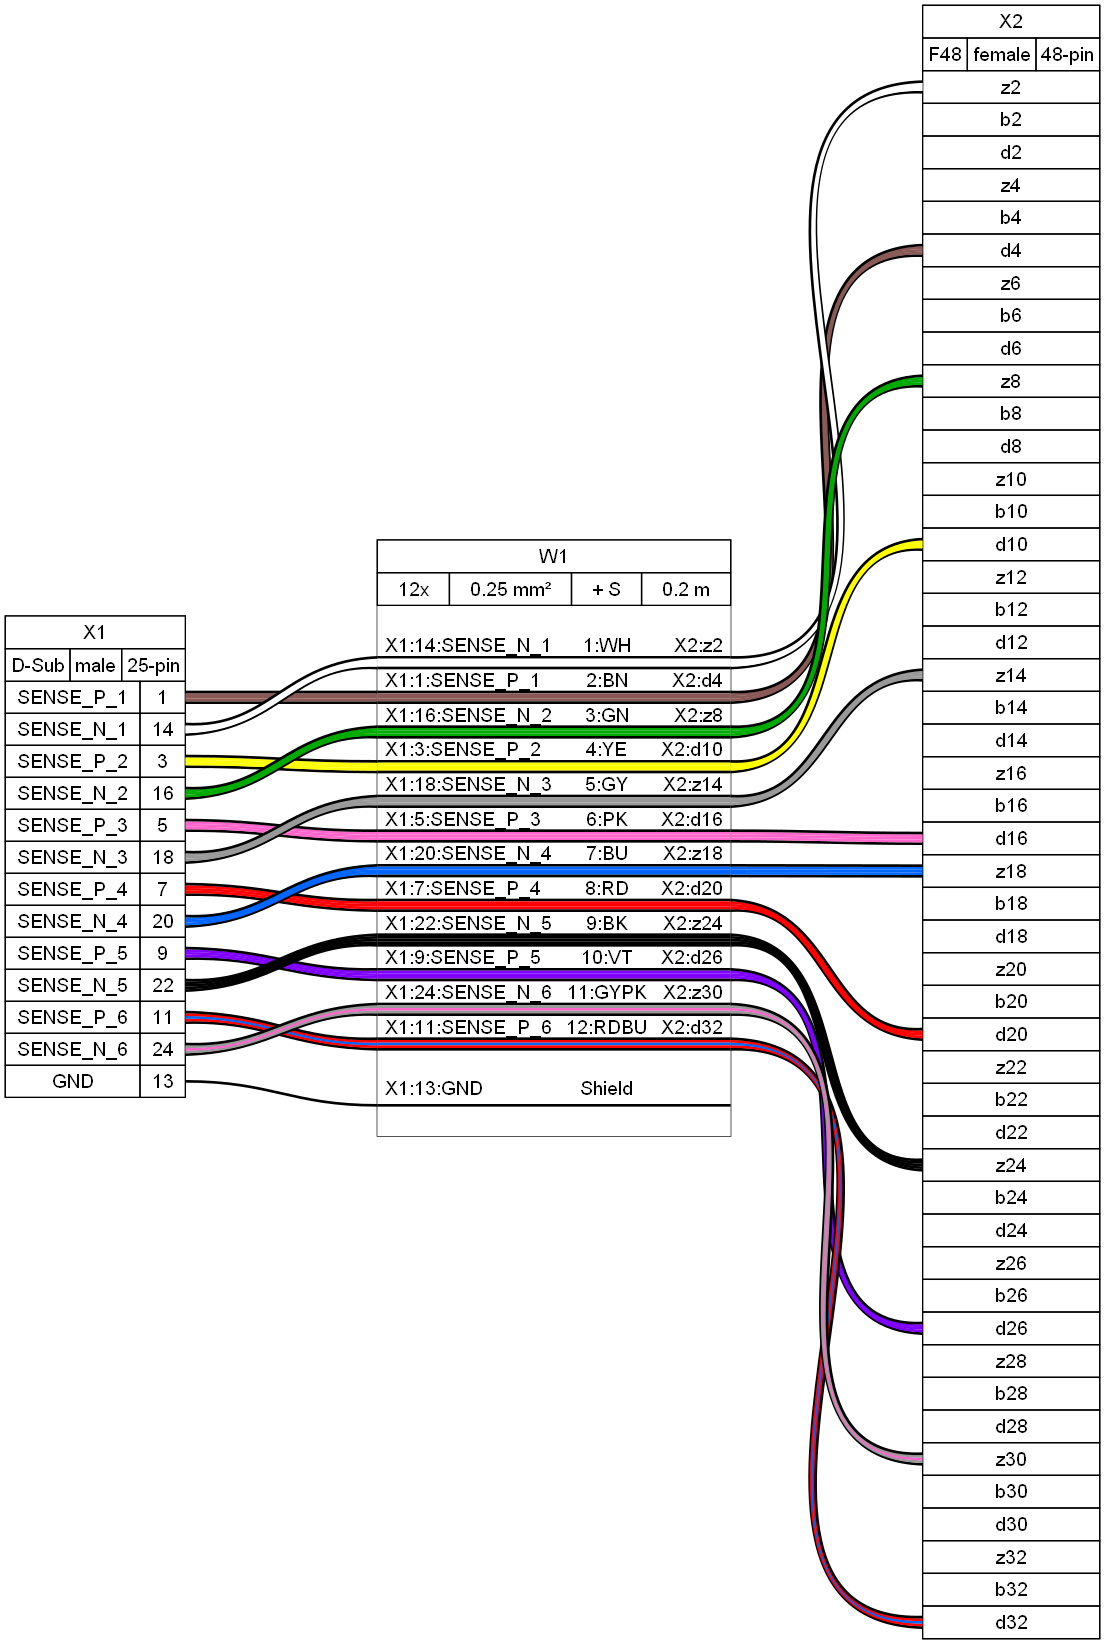 X1
D-Sub male 25-pin
SENSE_P_1 1
SENSE_N_1 14
SENSE_P_2 3
SENSE_N_2 16
SENSE_P_3 5
SENSE_N_3 18
SENSE_P_4 7
SENSE_N_4 20
SENSE_P_5 9
SENSE_N_5 22
SENSE_P_6 11
SENSE_N_6 24
GND 13
W1
12x 0.25 mm² + S 0.2 m
X1:14:SENSE_N_1 1:WH X2:z2
X1:1:SENSE_P_1 2:BN X2:d4
X1:16:SENSE_N_2 3:GN X2:z8
X1:3:SENSE_P_2 4:YE X2:d10
X1:18:SENSE_N_3 5:GY X2:z14
X1:5:SENSE_P_3 6:PK X2:d16
X1:20:SENSE_N_4 7:BU X2:z18
X1:7:SENSE_P_4 8:RD X2:d20
X1:22:SENSE_N_5 9:BK X2:z24
X1:9:SENSE_P_5 10:VT X2:d26
X1:24:SENSE_N_6 11:GYPK X2:z30
X1:11:SENSE_P_6 12:RDBU X2:d32
X1:13:GND Shield
X2
F48 female 48-pin
z2
b2
d2
z4
b4
d4
z6
b6
d6
z8
b8
d8
z10
b10
d10
z12
b12
d12
z14
b14
d14
z16
b16
d16
z18
b18
d18
z20
b20
d20
z22
b22
d22
z24
b24
d24
z26
b26
d26
z28
b28
d28
z30
b30
d30
z32
b32
d32